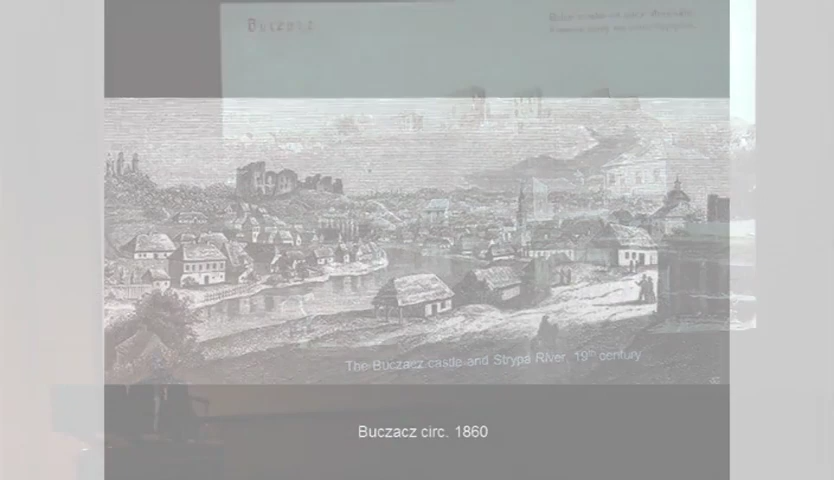 Buczacz
The Buczacz castle and Strypa River, 19th century
Buczacz circ. 1860